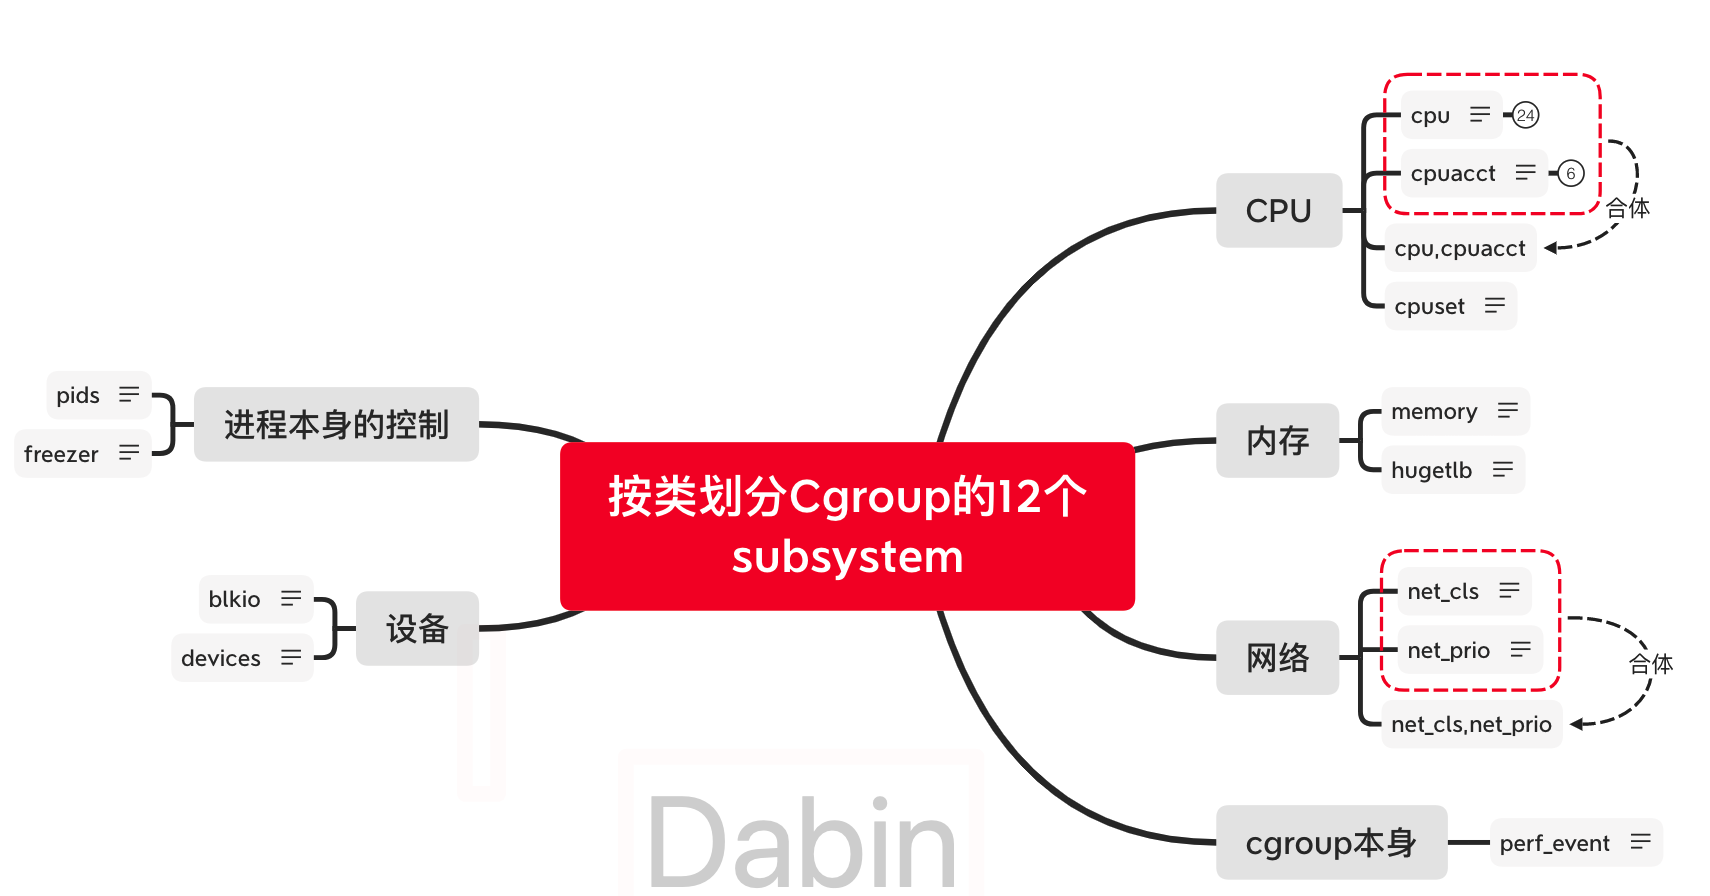 按类划分Cgroup的12个
subsystem
CPU
cpu
24
cpuacct
6
合体
cpu,cpuacct
cpuset
内存
memory
hugetlb
网络
net_cls
net_prio
合体
net_cls,net_prio
cgroup本身
perf_event
进程本身的控制
pids
freezer
设备
blkio
devices
Dabin